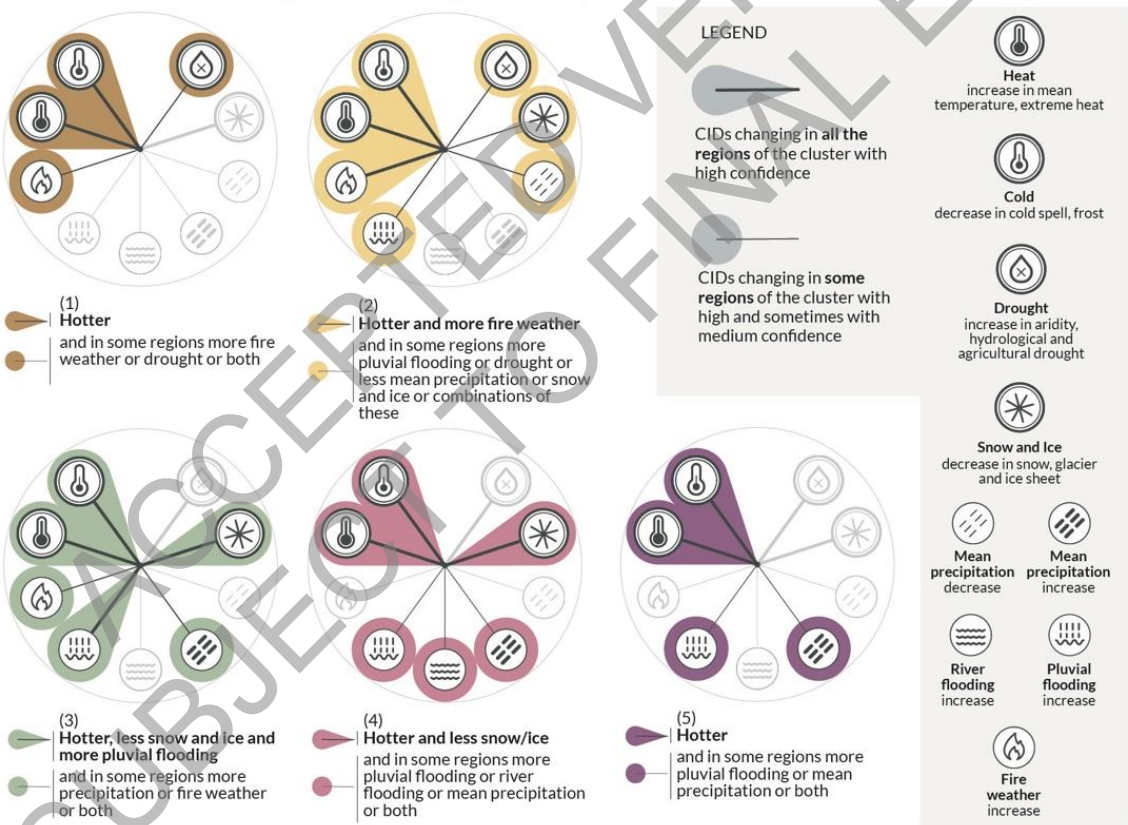 (1)
Hotter
and in some regions more fire
weather or drought or both
(2)
Hotter and more fire weather
and in some regions more
pluvial flooding or drought or
less mean precipitation or snow
and ice or combinations of
these
(3)
Hotter, less snow and ice and
more pluvial flooding
and in some regions more
precipitation or fire weather
or both
(4)
Hotter and less snow/ice
and in some regions more
pluvial flooding or river
flooding or mean precipitation
or both
(5)
Hotter
and in some regions more
pluvial flooding or mean
precipitation or both
LEGEND
CIDs changing in all the
regions of the cluster with
high confidence
CIDs changing in some
regions of the cluster with
high and sometimes with
medium confidence
Heat
increase in mean
temperature, extreme heat
Cold
decrease in cold spell, frost
Drought
increase in aridity,
hydrological and
agricultural drought
Snow and Ice
decrease in snow, glacier
and ice sheet
Mean
precipitation
decrease
Mean
precipitation
increase
River
flooding
increase
Pluvial
flooding
increase
Fire
weather
increase
ACCEPTED VE
SUBJECT TO FINAL E